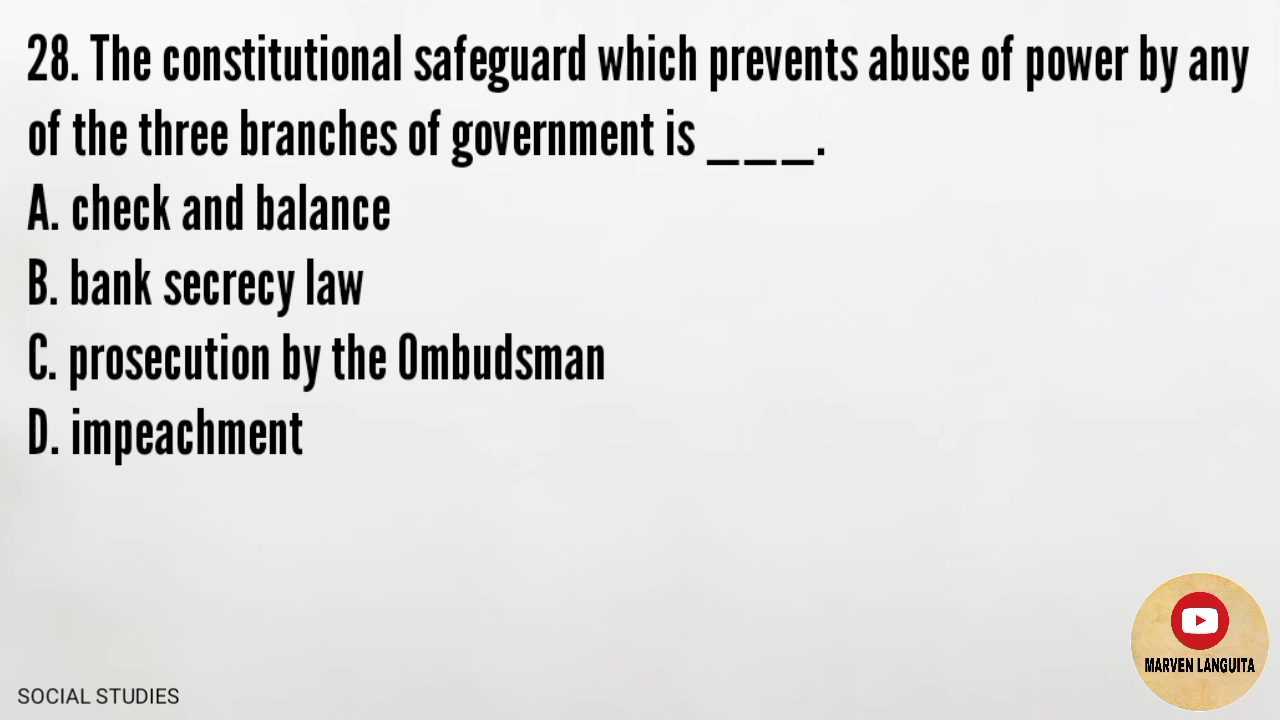 28. The constitutional safeguard which prevents abuse of power by any
of the three branches of government is ___.
A. check and balance
B. bank secrecy law
C. prosecution by the Ombudsman
D. impeachment
MARVEN LANGUITA
SOCIAL STUDIES